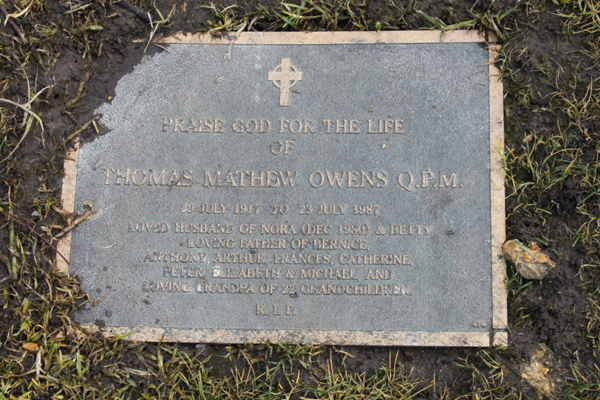 PRAISE GOD FOR THE LIFE
OF
THOMAS MATHEW OWENS Q.P.M.
JULY 1917 TO 23 JULY 1987
LOVED HUSBAND OF NORA (DEC 1980) & BETTY
LOVING FATHER OF BERNICE,
ANTHONY, ARTHUR, FRANCES, CATHERINE,
PETER, ELIZABETH & MICHAEL, AND
LOVING GRANDPA OF 22 GRANDCHILDREN.
R.I.P.